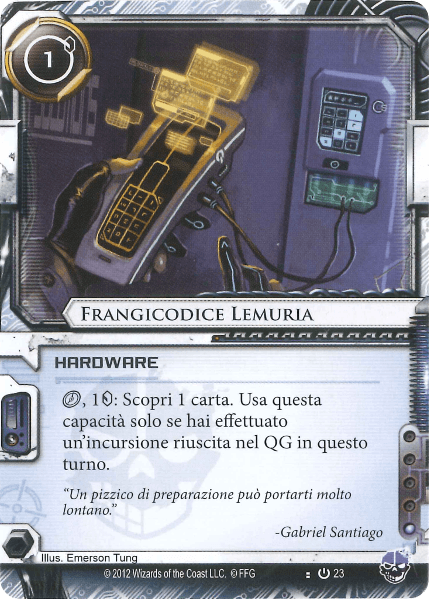 1
FRANGICODICE LEMURIA
HARDWARE
, 1: Scopri 1 carta. Usa questa
capacità solo se hai effettuato
un'incursione riuscita nel QG in questo
turno.
"Un pizzico di preparazione può portarti molto
lontano."
-Gabriel Santiago
Illus. Emerson Tung
© 2012 Wizards of the Coast LLC. © FFG
23